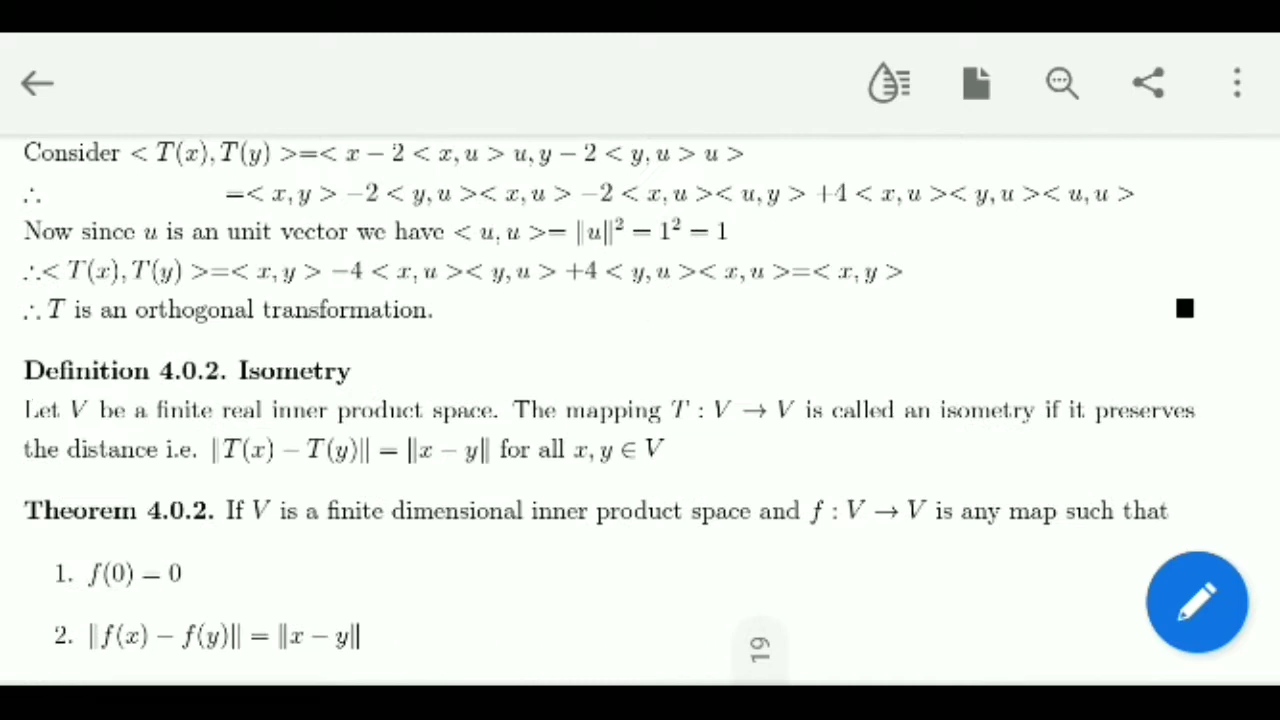 Consider < T(x), T(y) >=< x − 2 < x, u > u, y − 2 < y, u > u >
∴ =< x, y > −2 < y, u >< x, u > −2 < x, u >< u, y > +4 < x, u >< y, u >< u, u >
Now since u is an unit vector we have < u, u >= ‖u‖² = 1² = 1
∴< T(x), T(y) >=< x, y > −4 < x, u >< y, u > +4 < y, u >< x, u >=< x, y >
∴ T is an orthogonal transformation. ■
Definition 4.0.2. Isometry
Let V be a finite real inner product space. The mapping T : V → V is called an isometry if it preserves
the distance i.e. ‖T(x) − T(y)‖ = ‖x − y‖ for all x, y ∈ V
Theorem 4.0.2. If V is a finite dimensional inner product space and f : V → V is any map such that
1. f(0) = 0
2. ‖f(x) − f(y)‖ = ‖x − y‖
19